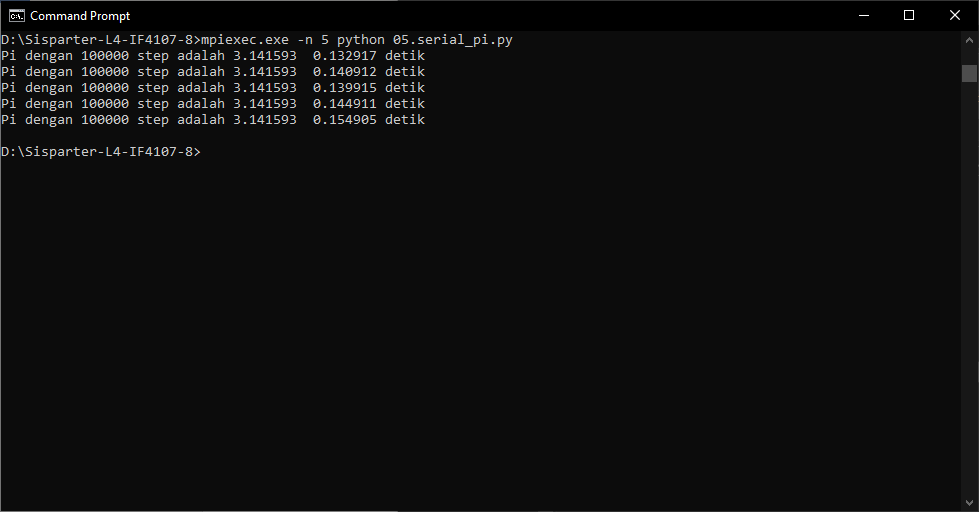 Command Prompt
D:\Sisparter-L4-IF4107-8>mpiexec.exe -n 5 python 05.serial_pi.py
Pi dengan 100000 step adalah 3.141593  0.132917 detik
Pi dengan 100000 step adalah 3.141593  0.140912 detik
Pi dengan 100000 step adalah 3.141593  0.139915 detik
Pi dengan 100000 step adalah 3.141593  0.144911 detik
Pi dengan 100000 step adalah 3.141593  0.154905 detik
D:\Sisparter-L4-IF4107-8>